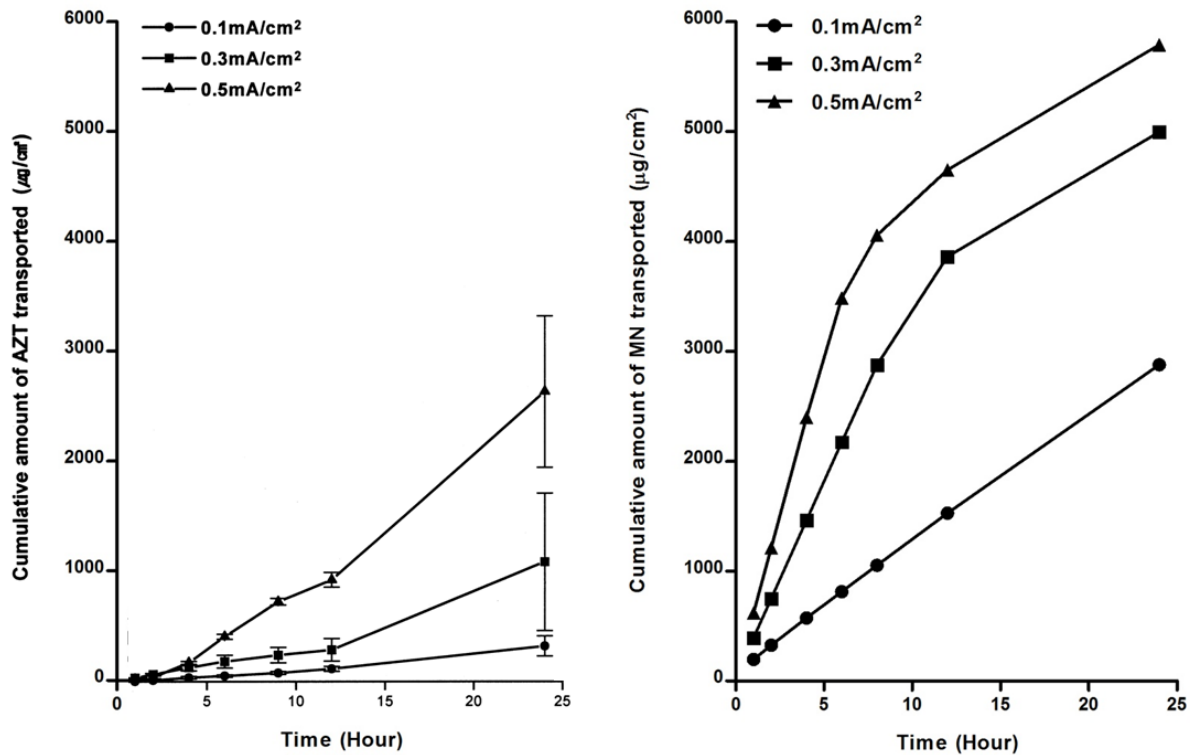 6000
5000
4000
3000
2000
1000
0
0
5
10
15
20
25
Cumulative amount of AZT transported (㎍/㎠)
Time (Hour)
0.1mA/cm²
0.3mA/cm²
0.5mA/cm²
6000
5000
4000
3000
2000
1000
0
0
5
10
15
20
25
Cumulative amount of MN transported (μg/cm²)
Time (Hour)
0.1mA/cm²
0.3mA/cm²
0.5mA/cm²